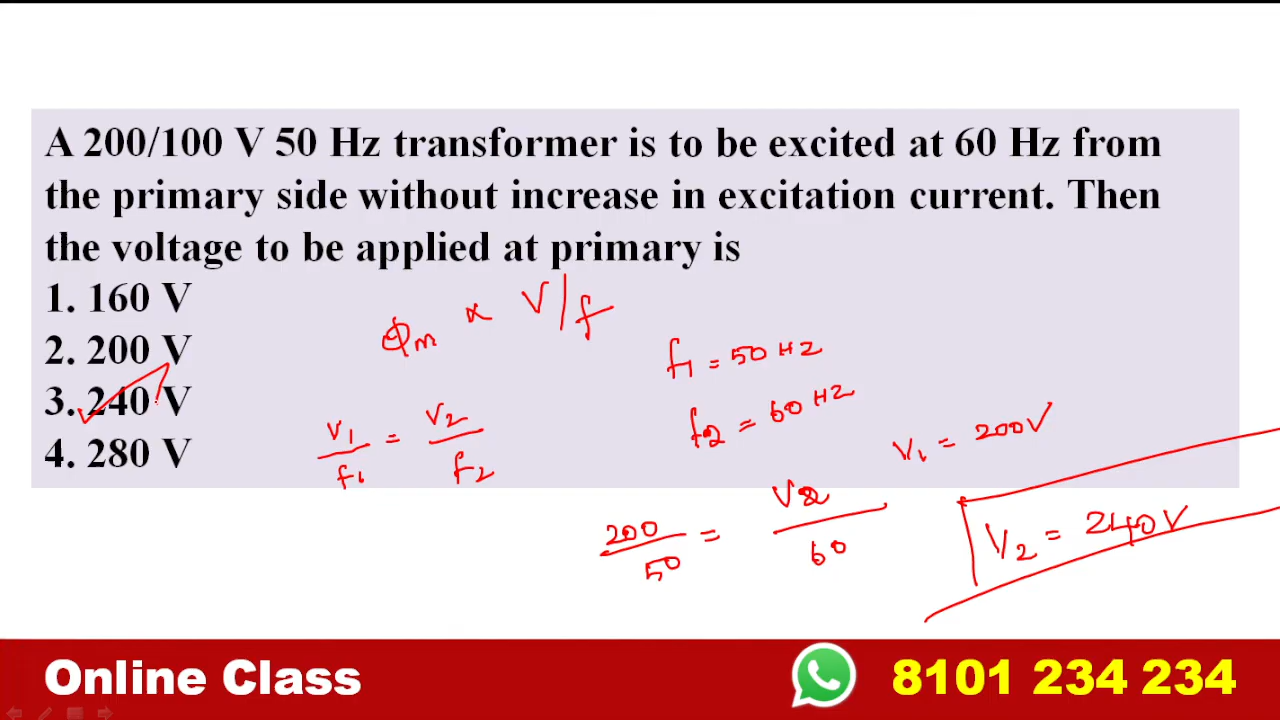 A 200/100 V 50 Hz transformer is to be excited at 60 Hz from
the primary side without increase in excitation current. Then
the voltage to be applied at primary is
1. 160 V
2. 200 V
3. 240 V
4. 280 V
Φm ∝ V/f
f1 = 50 Hz
f2 = 60 Hz
V1/f1 = V2/f2
V1 = 200V
200/50 = V2/60
V2 = 240V
Online Class
8101 234 234